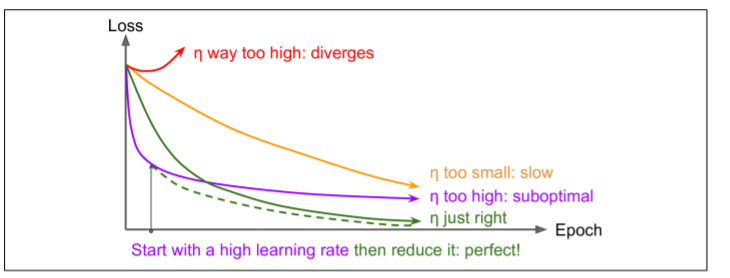 Loss
η way too high: diverges
η too small: slow
η too high: suboptimal
η just right
Epoch
Start with a high learning rate then reduce it: perfect!